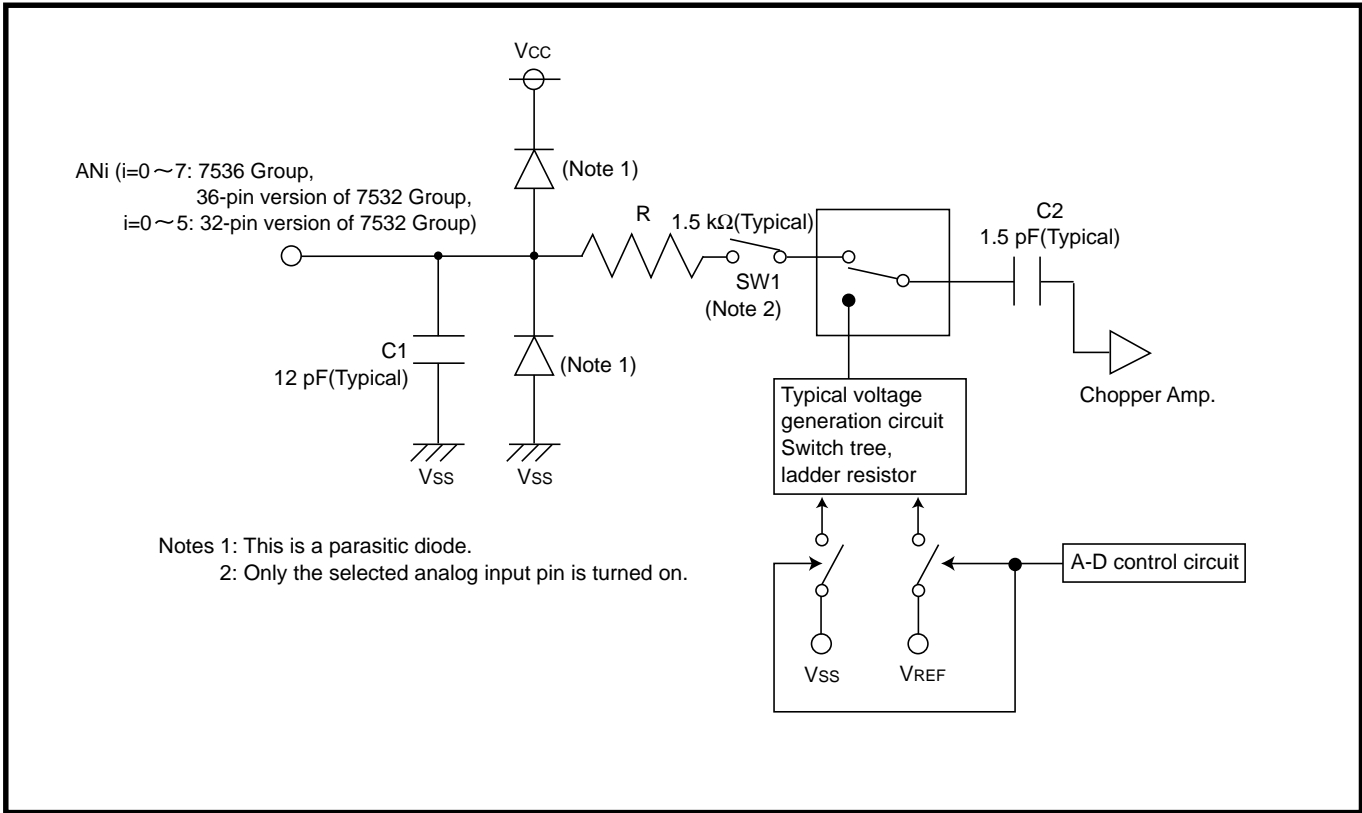 VCC
ANi (i=0～7: 7536 Group,
36-pin version of 7532 Group,
i=0～5: 32-pin version of 7532 Group)
(Note 1)
R
1.5 kΩ(Typical)
SW1
(Note 2)
C2
1.5 pF(Typical)
C1
12 pF(Typical)
(Note 1)
Chopper Amp.
Typical voltage
generation circuit
Switch tree,
ladder resistor
VSS
VSS
Notes 1: This is a parasitic diode.
2: Only the selected analog input pin is turned on.
A-D control circuit
VSS
VREF